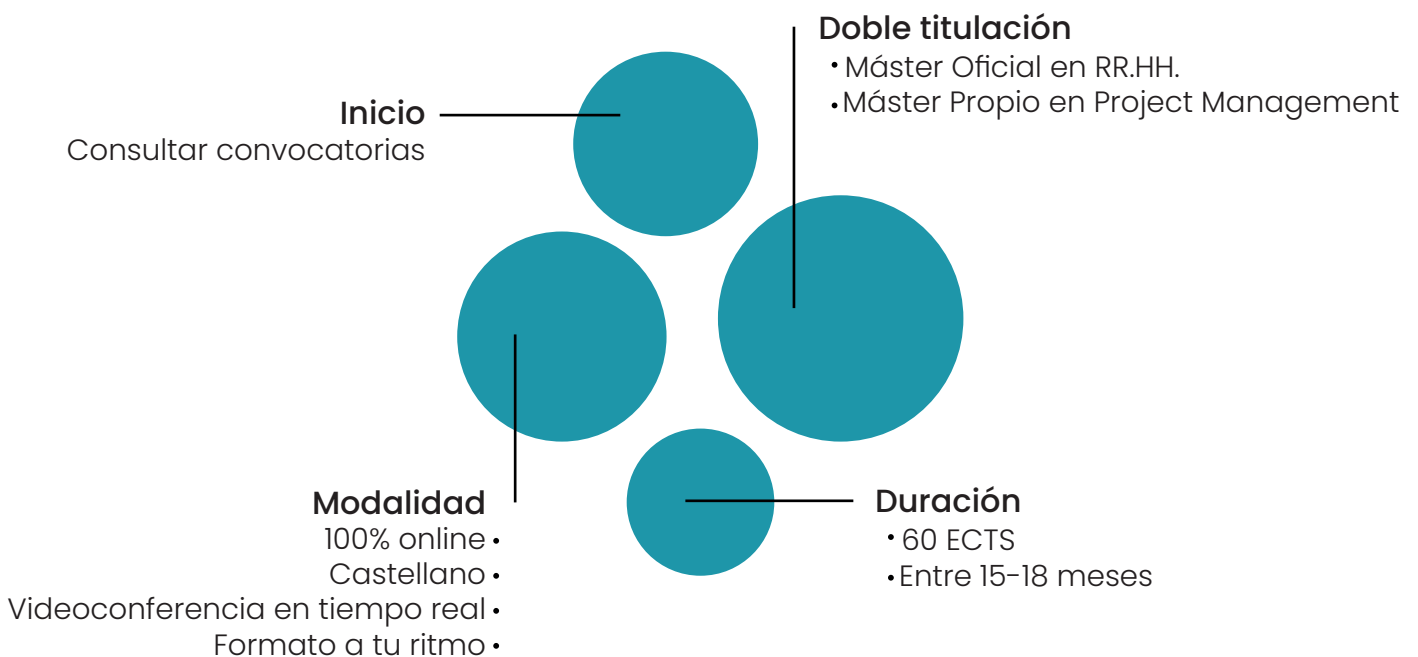 Doble titulación
• Máster Oficial en RR.HH.
• Máster Propio en Project Management
Inicio
Consultar convocatorias
Modalidad
100% online •
Castellano •
Videoconferencia en tiempo real •
Formato a tu ritmo •
Duración
• 60 ECTS
• Entre 15-18 meses